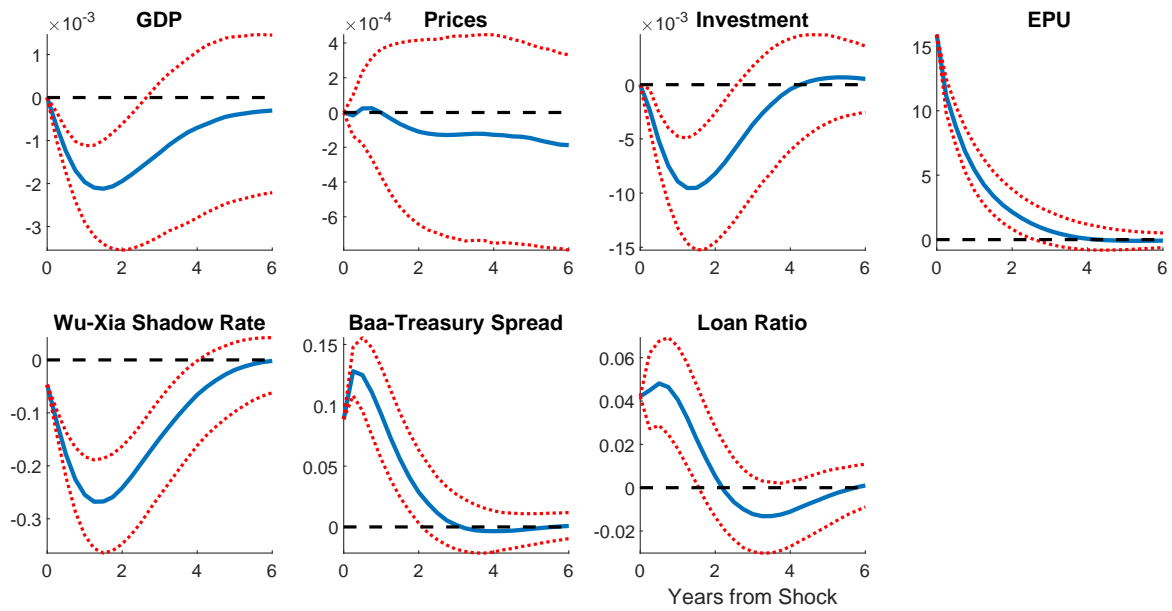 ×10⁻³ GDP
1
0
-1
-2
-3
0 2 4 6
×10⁻⁴ Prices
4
2
0
-2
-4
-6
0 2 4 6
×10⁻³ Investment
0
-5
-10
-15
0 2 4 6
EPU
15
10
5
0
0 2 4 6
Wu-Xia Shadow Rate
0
-0.1
-0.2
-0.3
0 2 4 6
Baa-Treasury Spread
0.15
0.1
0.05
0
0 2 4 6
Loan Ratio
0.06
0.04
0.02
0
-0.02
0 2 4 6
Years from Shock